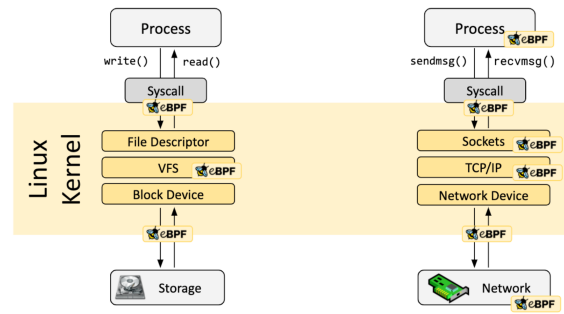 Process
write()
read()
Syscall
eBPF
File Descriptor
VFS
eBPF
Block Device
eBPF
Storage
Linux
Kernel
Process
eBPF
sendmsg()
recvmsg()
Syscall
eBPF
Sockets
eBPF
TCP/IP
eBPF
Network Device
eBPF
Network
eBPF